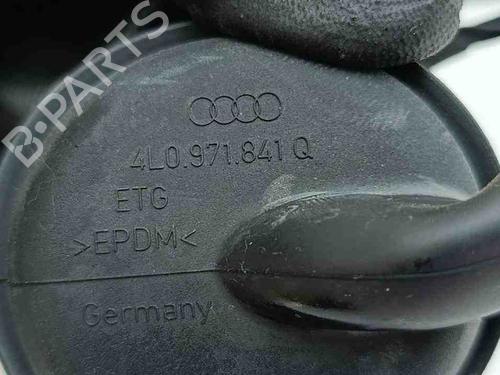 B-PARTS
4L0.971.841 Q
ETG
>EPDM<
Germany